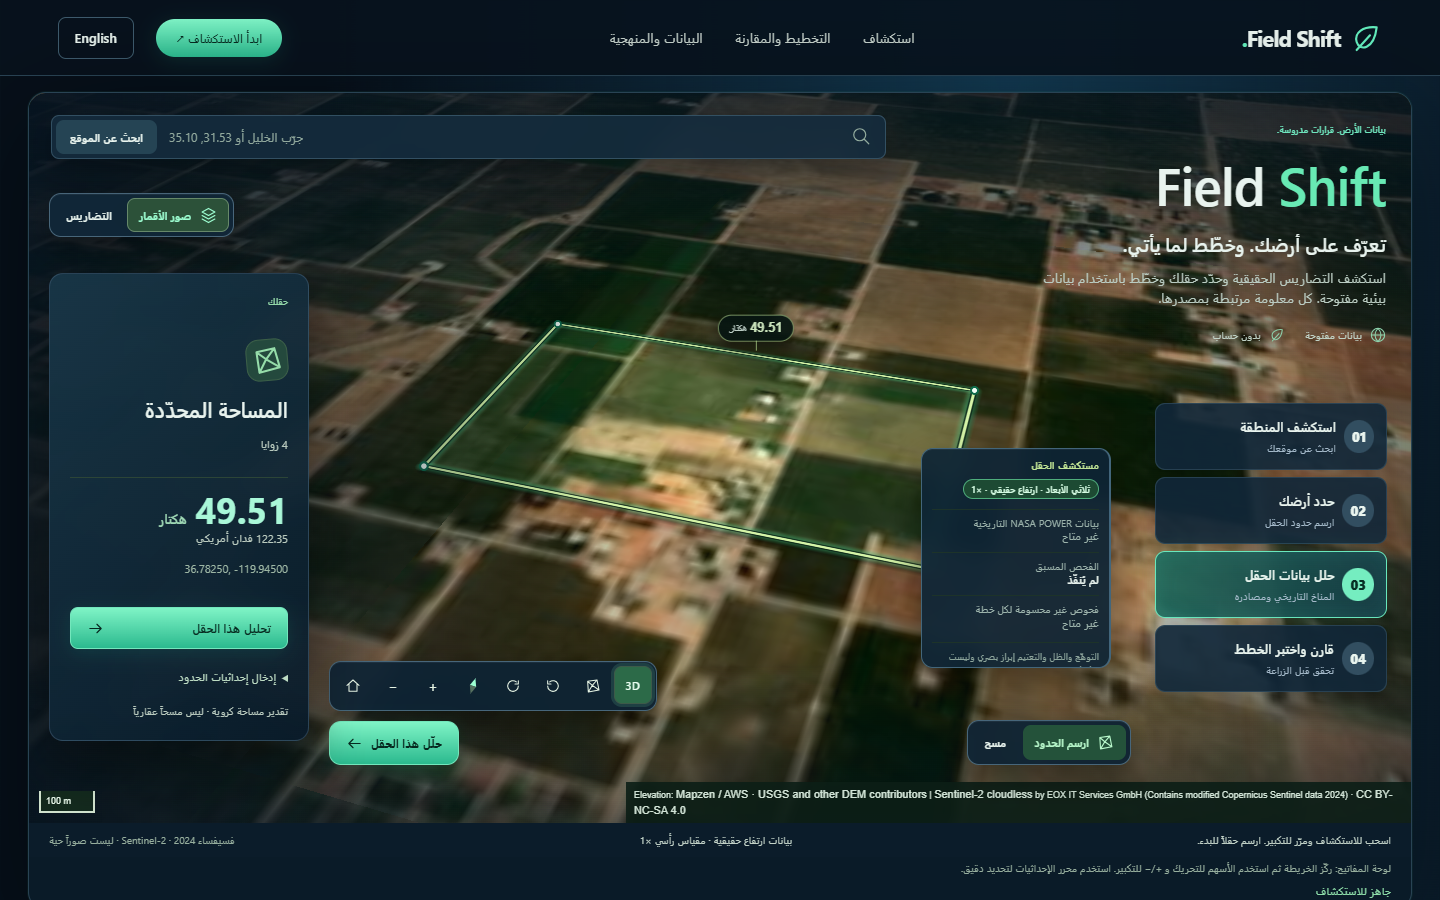 Field Shift.
استكشاف
التخطيط والمقارنة
البيانات والمنهجية
ابدأ الاستكشاف ↗
English
بيانات الأرض. قرارات مدروسة.
Field Shift
تعرّف على أرضك. وخطّط لما يأتي.
استكشف التضاريس الحقيقية وحدّد حقلك وخطّط باستخدام بيانات
بيئية مفتوحة. كل معلومة مرتبطة بمصدرها.
بيانات مفتوحة
بدون حساب
جرّب الخليل أو 31.53, 35.10
ابحث عن الموقع
صور الأقمار
التضاريس
01
استكشف المنطقة
ابحث عن موقعك
02
حدد أرضك
ارسم حدود الحقل
03
حلل بيانات الحقل
المناخ التاريخي ومصادره
04
قارن واختبر الخطط
تحقق قبل الزراعة
49.51 هكتار
مستكشف الحقل
ثلاثي الأبعاد · ارتفاع حقيقي · ×1
بيانات NASA POWER التاريخية
غير متاح
الفحص المسبق
لم يُنفَّذ
فحوص غير محسومة لكل خطة
غير متاح
التوهّج والظل والتعتيم إبراز بصري وليست
حقلك
المساحة المحدّدة
4 زوايا
49.51 هكتار
122.35 فدان أمريكي
36.78250, -119.94500
تحليل هذا الحقل
◀ إدخال إحداثيات الحدود
تقدير مساحة كروية · ليس مسحاً عقارياً
3D
+
−
حلّل هذا الحقل
ارسم الحدود
مسح
100 m
Elevation: Mapzen / AWS · USGS and other DEM contributors | Sentinel-2 cloudless by EOX IT Services GmbH (Contains modified Copernicus Sentinel data 2024) · CC BY-
NC-SA 4.0
اسحب للاستكشاف ومرّر للتكبير. ارسم حقلاً للبدء.
بيانات ارتفاع حقيقية · مقياس رأسي ×1
فسيفساء Sentinel-2 · 2024 · ليست صوراً حية
لوحة المفاتيح: ركّز الخريطة ثم استخدم الأسهم للتحريك و +/− للتكبير. استخدم محرر الإحداثيات لتحديد دقيق.
جاهز للاستكشاف